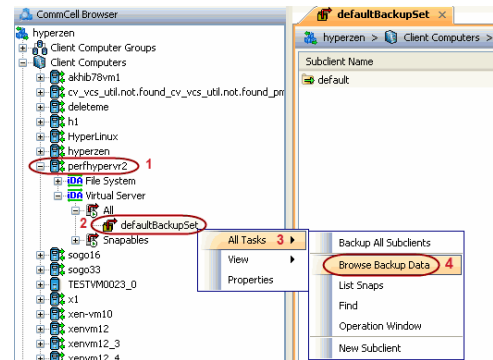 CommCell Browser
hyperzen
Client Computer Groups
Client Computers
akhib78vm1
cv_vcs_util.not.found_cv_vcs_util.not.found_pm
deleteme
h1
HyperLinux
hyperzen
perfhypervr2 1
iDA File System
iDA Virtual Server
All
2 defaultBackupSet
Snapables
sogo16
sogo33
TESTVM0023_0
x1
xen-vm10
xenvm12
xenvm12_3
xenvm12_4
defaultBackupSet
hyperzen > Client Computers >
Subclient Name
default
All Tasks 3
View
Properties
Backup All Subclients
Browse Backup Data 4
List Snaps
Find
Operation Window
New Subclient